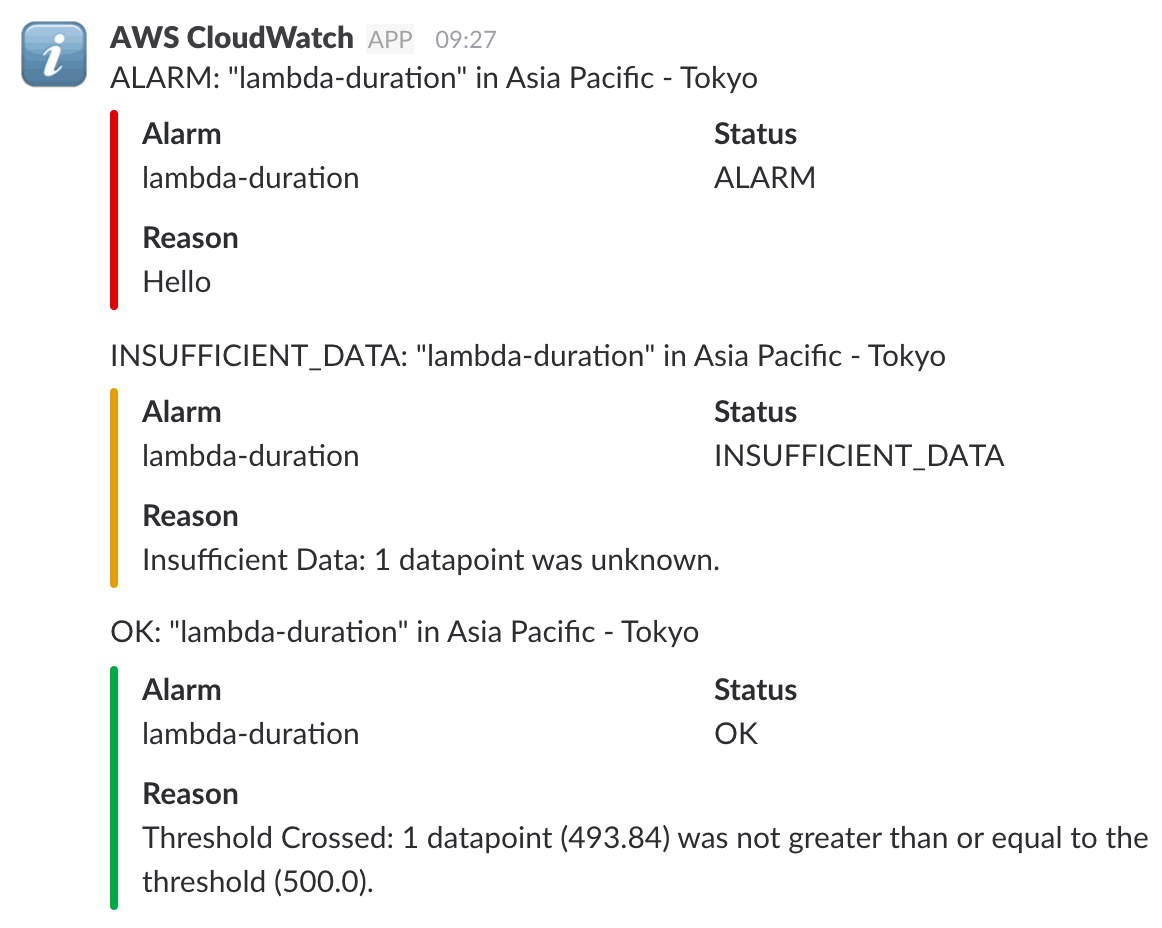 AWS CloudWatch APP 09:27
ALARM: "lambda-duration" in Asia Pacific - Tokyo
Alarm Status
lambda-duration ALARM
Reason
Hello
INSUFFICIENT_DATA: "lambda-duration" in Asia Pacific - Tokyo
Alarm Status
lambda-duration INSUFFICIENT_DATA
Reason
Insufficient Data: 1 datapoint was unknown.
OK: "lambda-duration" in Asia Pacific - Tokyo
Alarm Status
lambda-duration OK
Reason
Threshold Crossed: 1 datapoint (493.84) was not greater than or equal to the
threshold (500.0).